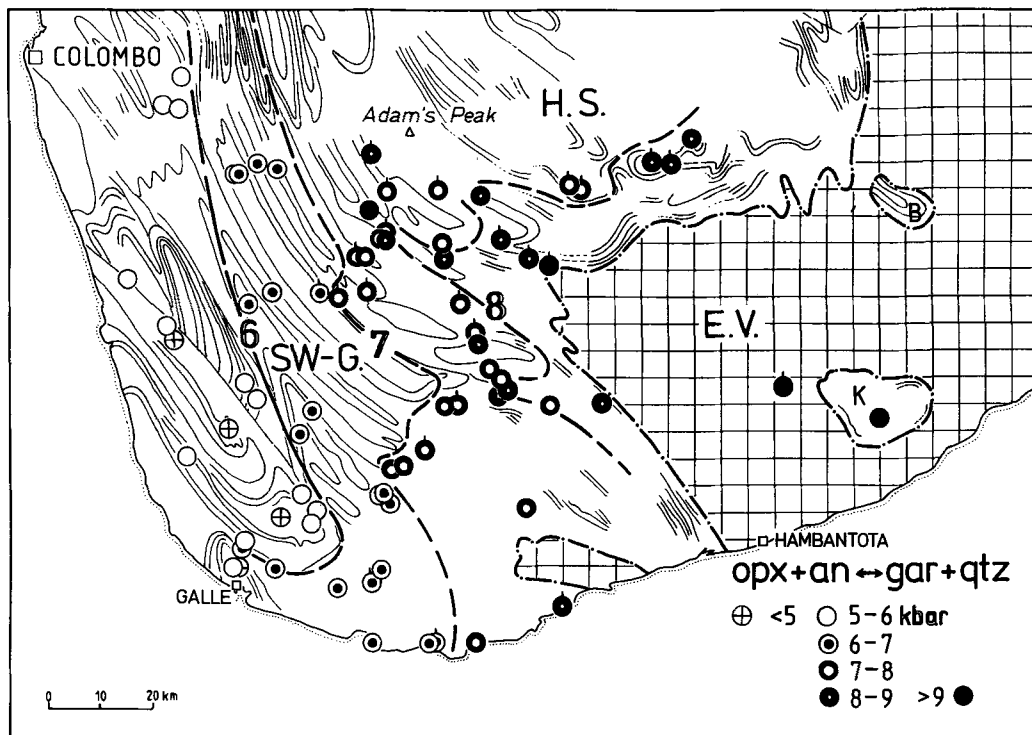 COLOMBO
Adam's Peak
H.S.
B
6
SW-G.
7
8
E.V.
K
HAMBANTOTA
GALLE
opx+an↔gar+qtz
<5 5-6 kbar
6-7
7-8
8-9 >9
0 10 20 km